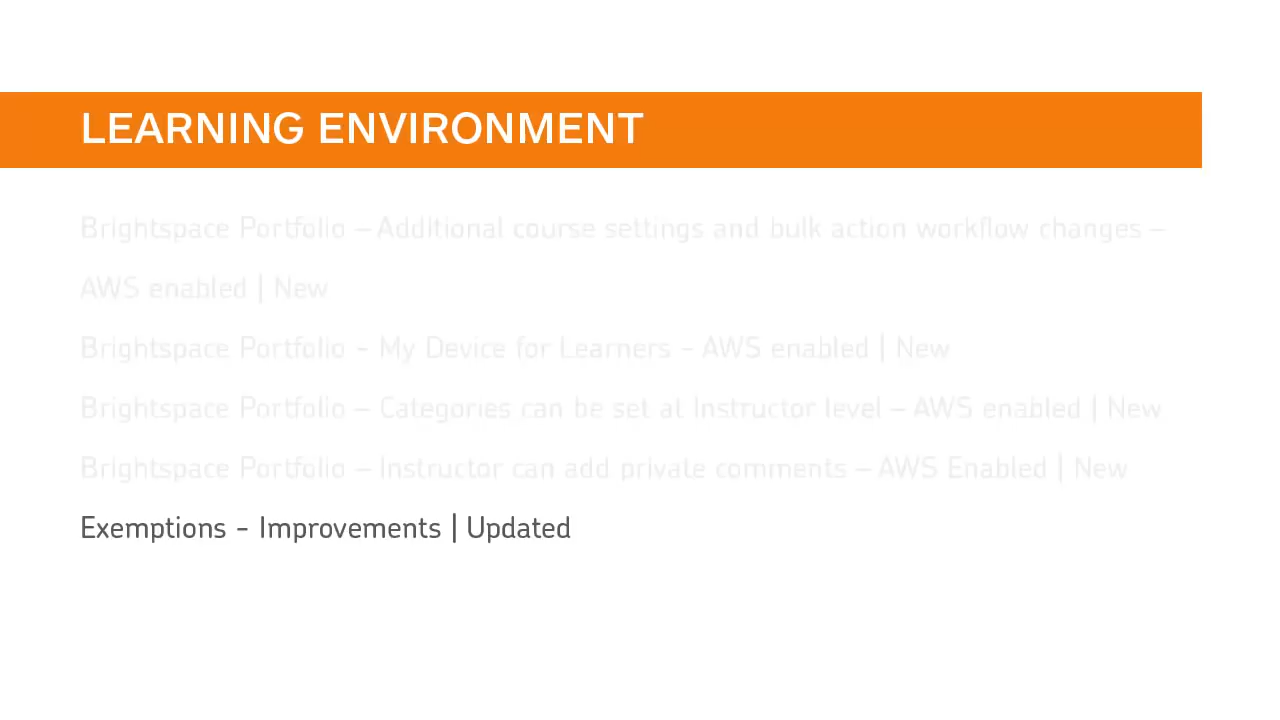 LEARNING ENVIRONMENT
Brightspace Portfolio – Additional course settings and bulk action workflow changes –
AWS enabled | New
Brightspace Portfolio - My Device for Learners - AWS enabled | New
Brightspace Portfolio – Categories can be set at Instructor level – AWS enabled | New
Brightspace Portfolio – Instructor can add private comments – AWS Enabled | New
Exemptions - Improvements | Updated